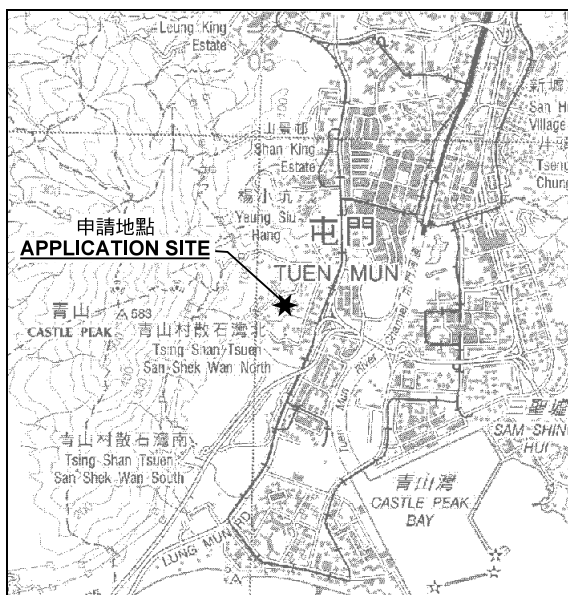 Leung King
Estate
05
新墟
San Hu
Village
山景邨
Shan King
Estate
Tseng
Chung
楊小坑
Yeung Siu
Hang
屯門
TUEN MUN
申請地點
APPLICATION SITE
青山
583
CASTLE PEAK
青山村散石灣北
Tsing Shan Tsuen
San Shek Wan North
Tuen Mun River Channel
三聖墟
SAM SHING
HUI
青山村散石灣南
Tsing Shan Tsuen
San Shek Wan South
青山灣
CASTLE PEAK
BAY
LUNG MUN RD